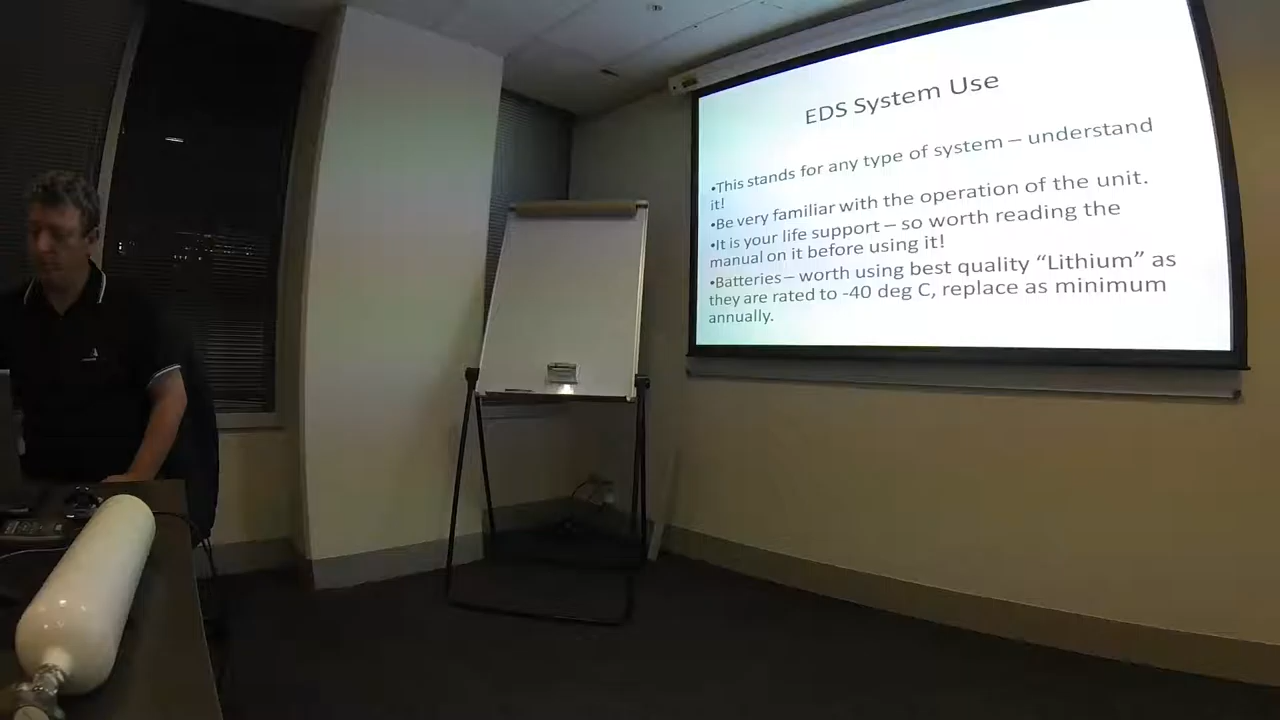 EDS System Use
•This stands for any type of system – understand
it!
•Be very familiar with the operation of the unit.
•It is your life support – so worth reading the
manual on it before using it!
•Batteries – worth using best quality “Lithium” as
they are rated to -40 deg C, replace as minimum
annually.